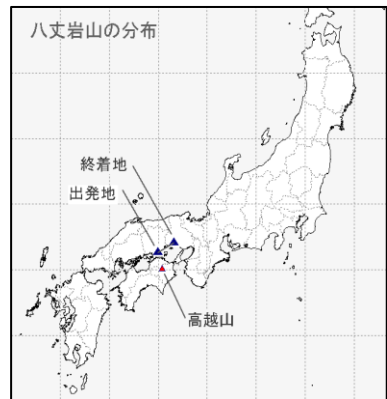 八丈岩山の分布
終着地
出発地
高越山